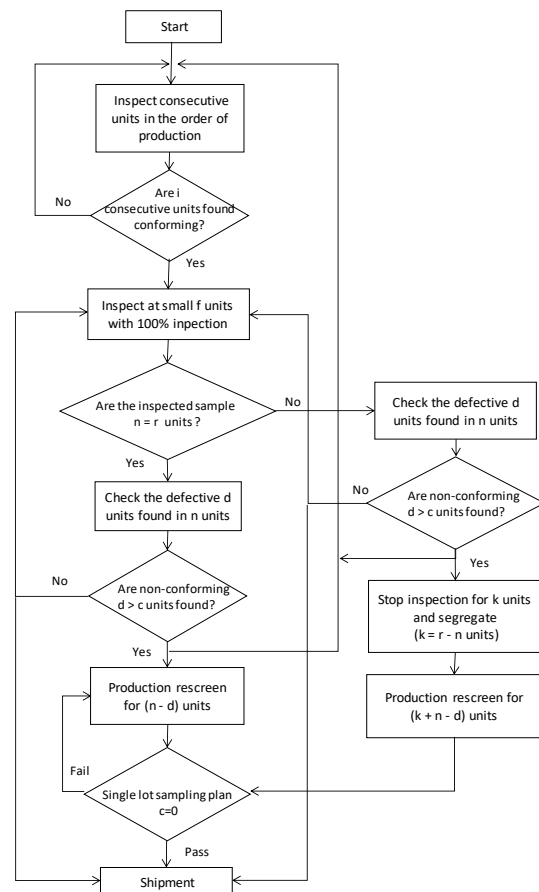 Start
Inspect consecutive
units in the order of
production
Are i
consecutive units found
conforming?
No
Yes
Inspect at small f units
with 100% inpection
Are the inspected sample
n = r units ?
No
Yes
Check the defective d
units found in n units
Check the defective d
units found in n units
Are non-conforming
d > c units found?
No
Yes
Are non-conforming
d > c units found?
No
Yes
Stop inspection for k units
and segregate
(k = r - n units)
Production rescreen
for (n - d) units
Production rescreen for
(k + n - d) units
Fail
Single lot sampling plan
c=0
Pass
Shipment